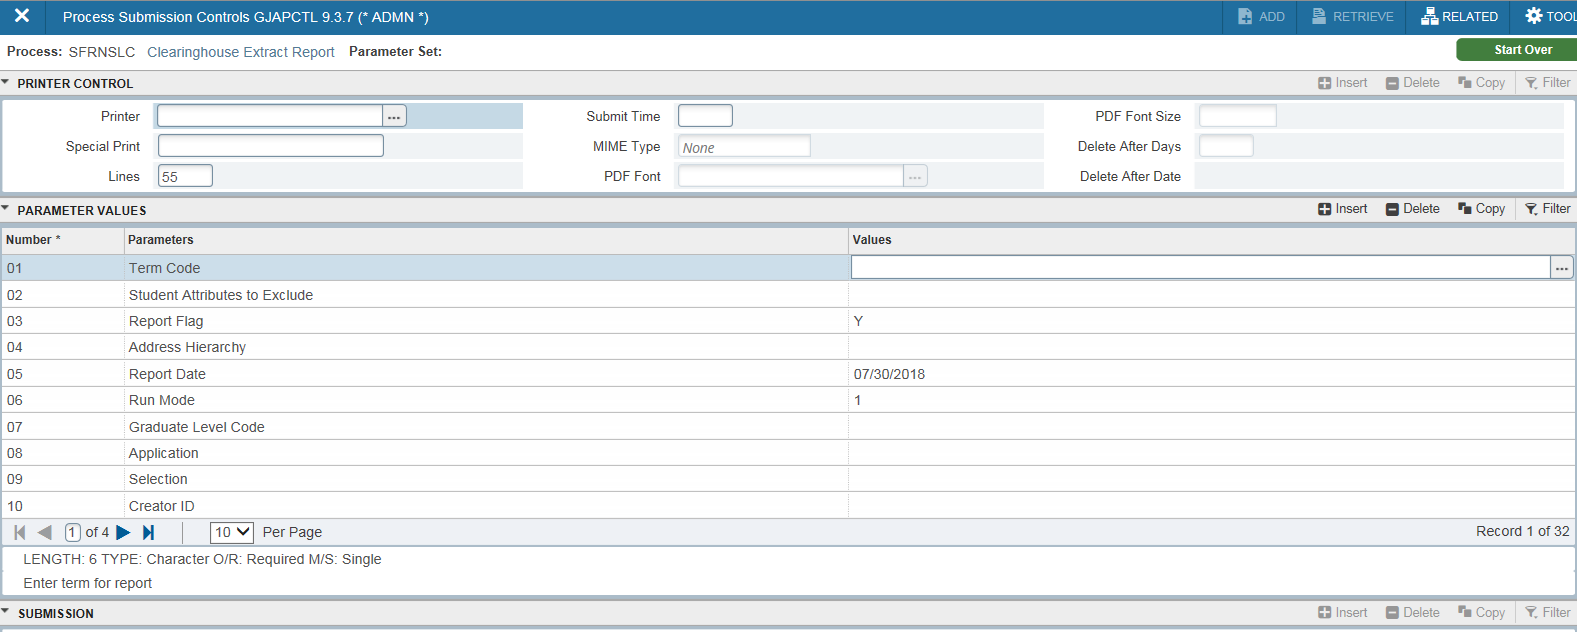 Process Submission Controls GJAPCTL 9.3.7 (* ADMN *) ADD RETRIEVE RELATED TOOL
Process: SFRNSLC Clearinghouse Extract Report Parameter Set: Start Over
PRINTER CONTROL Insert Delete Copy Filter
Printer ... Submit Time PDF Font Size
Special Print MIME Type None Delete After Days
Lines 55 PDF Font ... Delete After Date
PARAMETER VALUES Insert Delete Copy Filter
Number * Parameters Values
01 Term Code ...
02 Student Attributes to Exclude
03 Report Flag Y
04 Address Hierarchy
05 Report Date 07/30/2018
06 Run Mode 1
07 Graduate Level Code
08 Application
09 Selection
10 Creator ID
1 of 4 10 Per Page Record 1 of 32
LENGTH: 6 TYPE: Character O/R: Required M/S: Single
Enter term for report
SUBMISSION Insert Delete Copy Filter